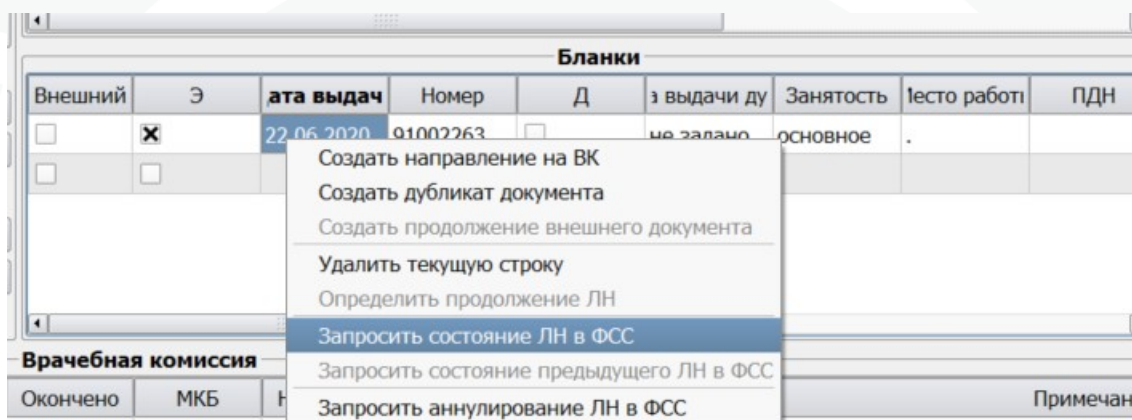 Бланки
Внешний Э ата выдач Номер Д з выдачи ду Занятость Место работы ПДН
22.06.2020 91002263 не задано основное .
Создать направление на ВК
Создать дубликат документа
Создать продолжение внешнего документа
Удалить текущую строку
Определить продолжение ЛН
Запросить состояние ЛН в ФСС
Врачебная комиссия
Запросить состояние предыдущего ЛН в ФСС
Окончено МКБ Примечан
Запросить аннулирование ЛН в ФСС